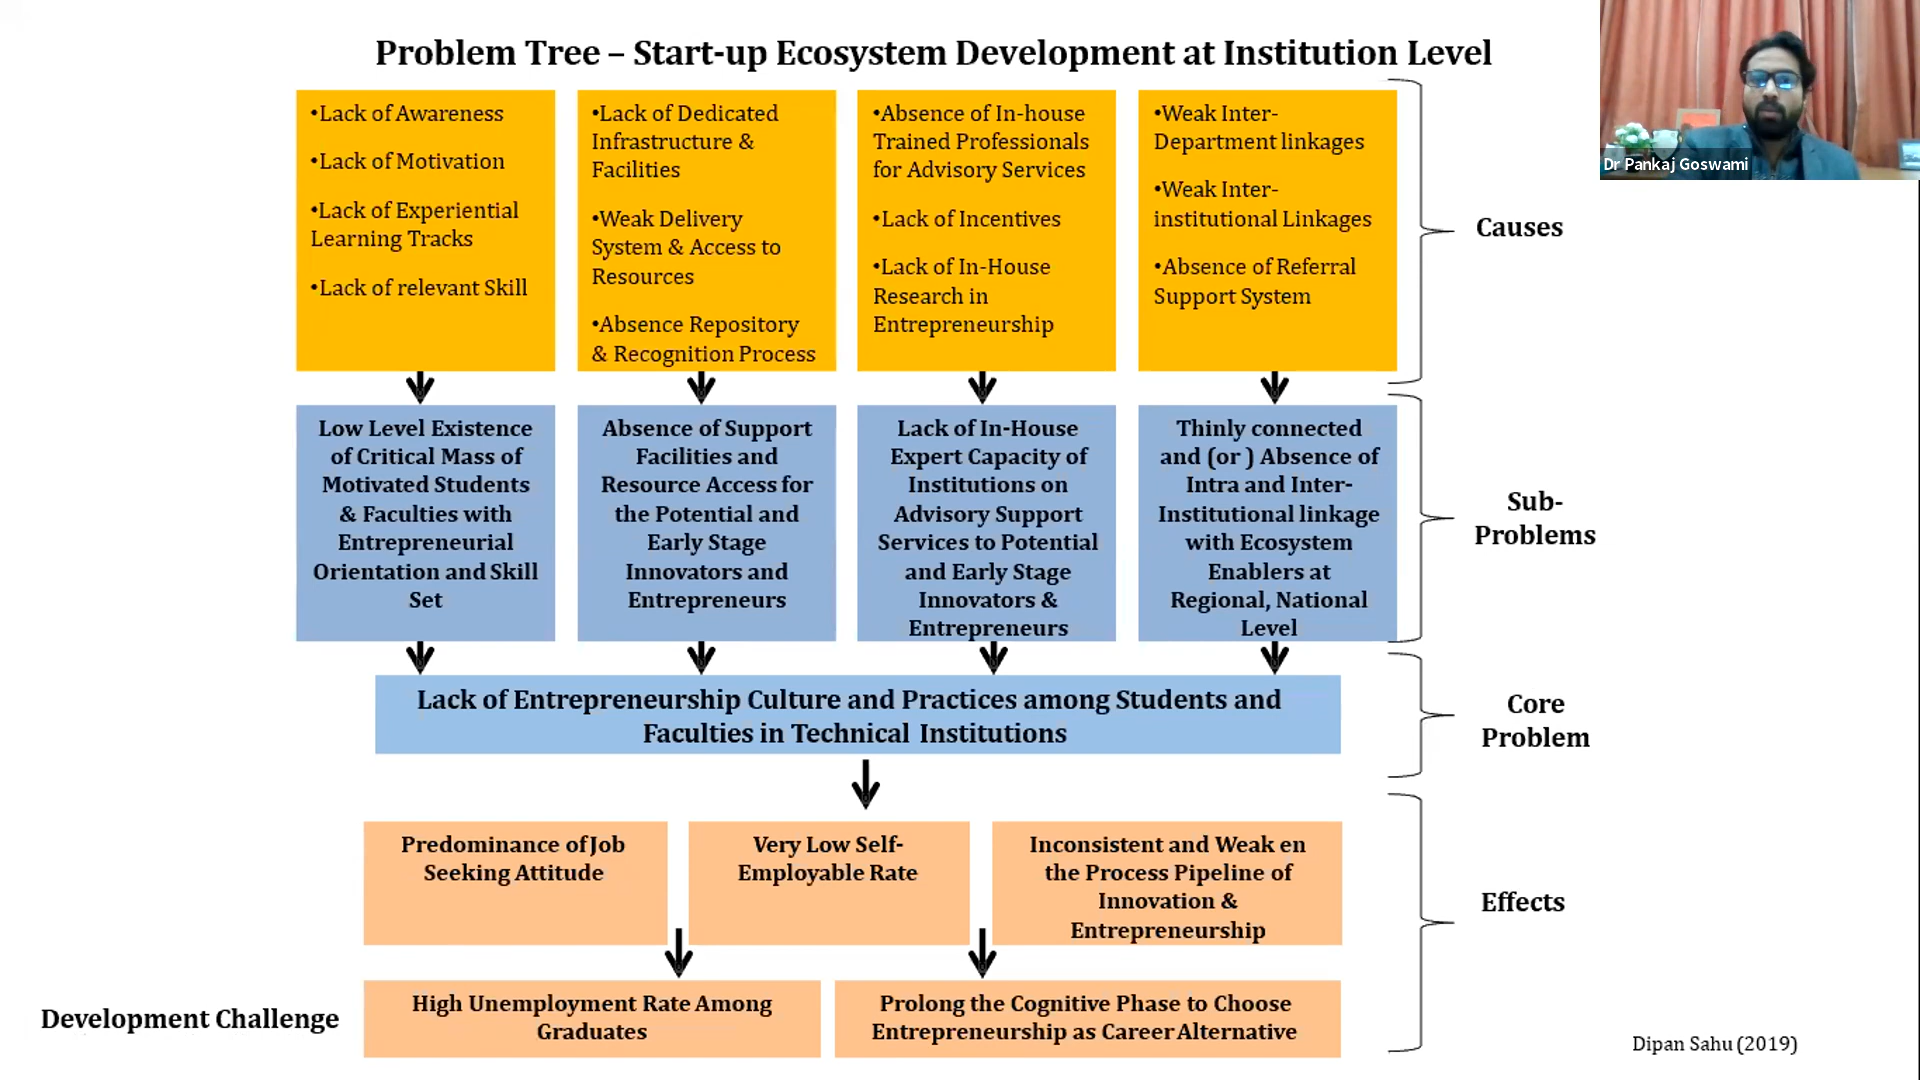 Problem Tree – Start-up Ecosystem Development at Institution Level
Dr Pankaj Goswami
•Lack of Awareness
•Lack of Motivation
•Lack of Experiential
Learning Tracks
•Lack of relevant Skill
•Lack of Dedicated
Infrastructure &
Facilities
•Weak Delivery
System & Access to
Resources
•Absence Repository
& Recognition Process
•Absence of In-house
Trained Professionals
for Advisory Services
•Lack of Incentives
•Lack of In-House
Research in
Entrepreneurship
•Weak Inter-
Department linkages
•Weak Inter-
institutional Linkages
•Absence of Referral
Support System
Causes
Low Level Existence
of Critical Mass of
Motivated Students
& Faculties with
Entrepreneurial
Orientation and Skill
Set
Absence of Support
Facilities and
Resource Access for
the Potential and
Early Stage
Innovators and
Entrepreneurs
Lack of In-House
Expert Capacity of
Institutions on
Advisory Support
Services to Potential
and Early Stage
Innovators &
Entrepreneurs
Thinly connected
and (or ) Absence of
Intra and Inter-
Institutional linkage
with Ecosystem
Enablers at
Regional, National
Level
Sub-
Problems
Lack of Entrepreneurship Culture and Practices among Students and
Faculties in Technical Institutions
Core
Problem
Predominance of Job
Seeking Attitude
Very Low Self-
Employable Rate
Inconsistent and Weak en
the Process Pipeline of
Innovation &
Entrepreneurship
Effects
Development Challenge
High Unemployment Rate Among
Graduates
Prolong the Cognitive Phase to Choose
Entrepreneurship as Career Alternative
Dipan Sahu (2019)